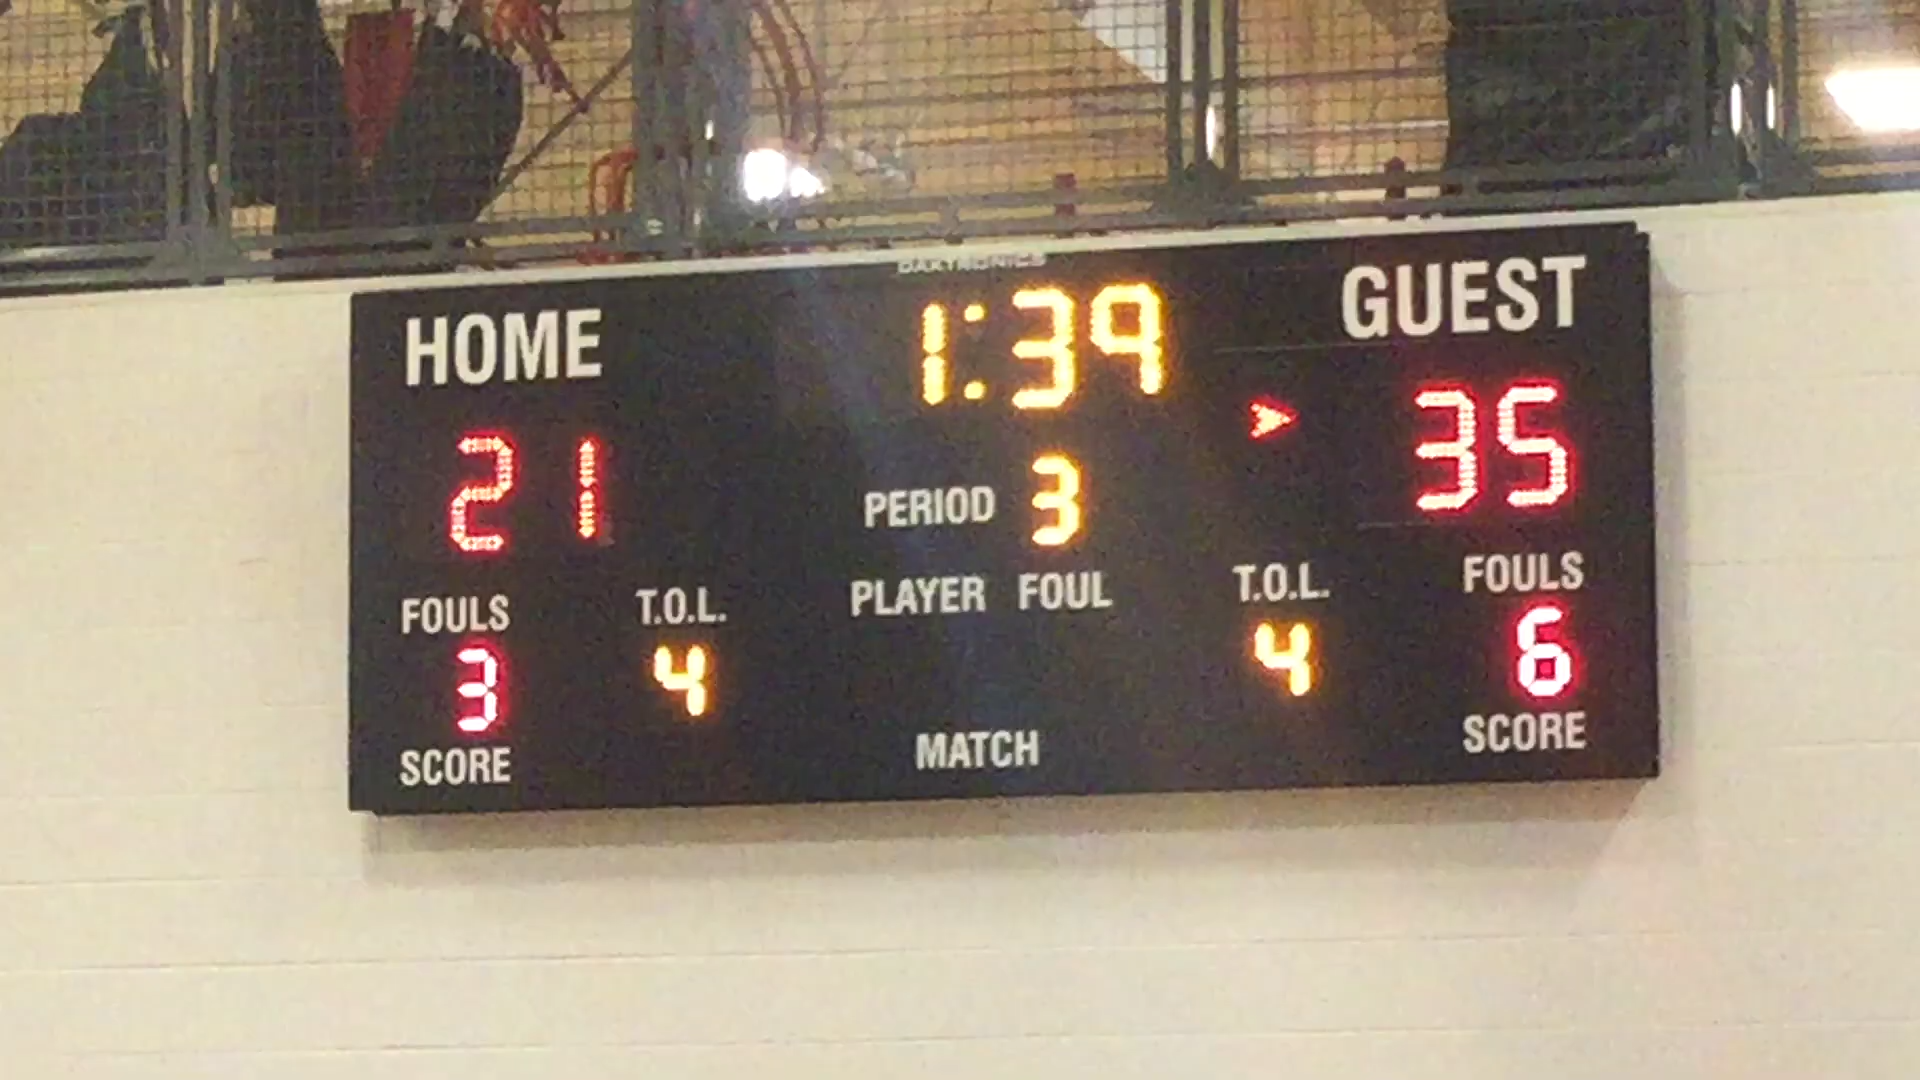 DAKTRONICS
HOME 1:39 GUEST
21 35
PERIOD 3
FOULS T.O.L. PLAYER FOUL T.O.L. FOULS
3 4 4 6
SCORE MATCH SCORE